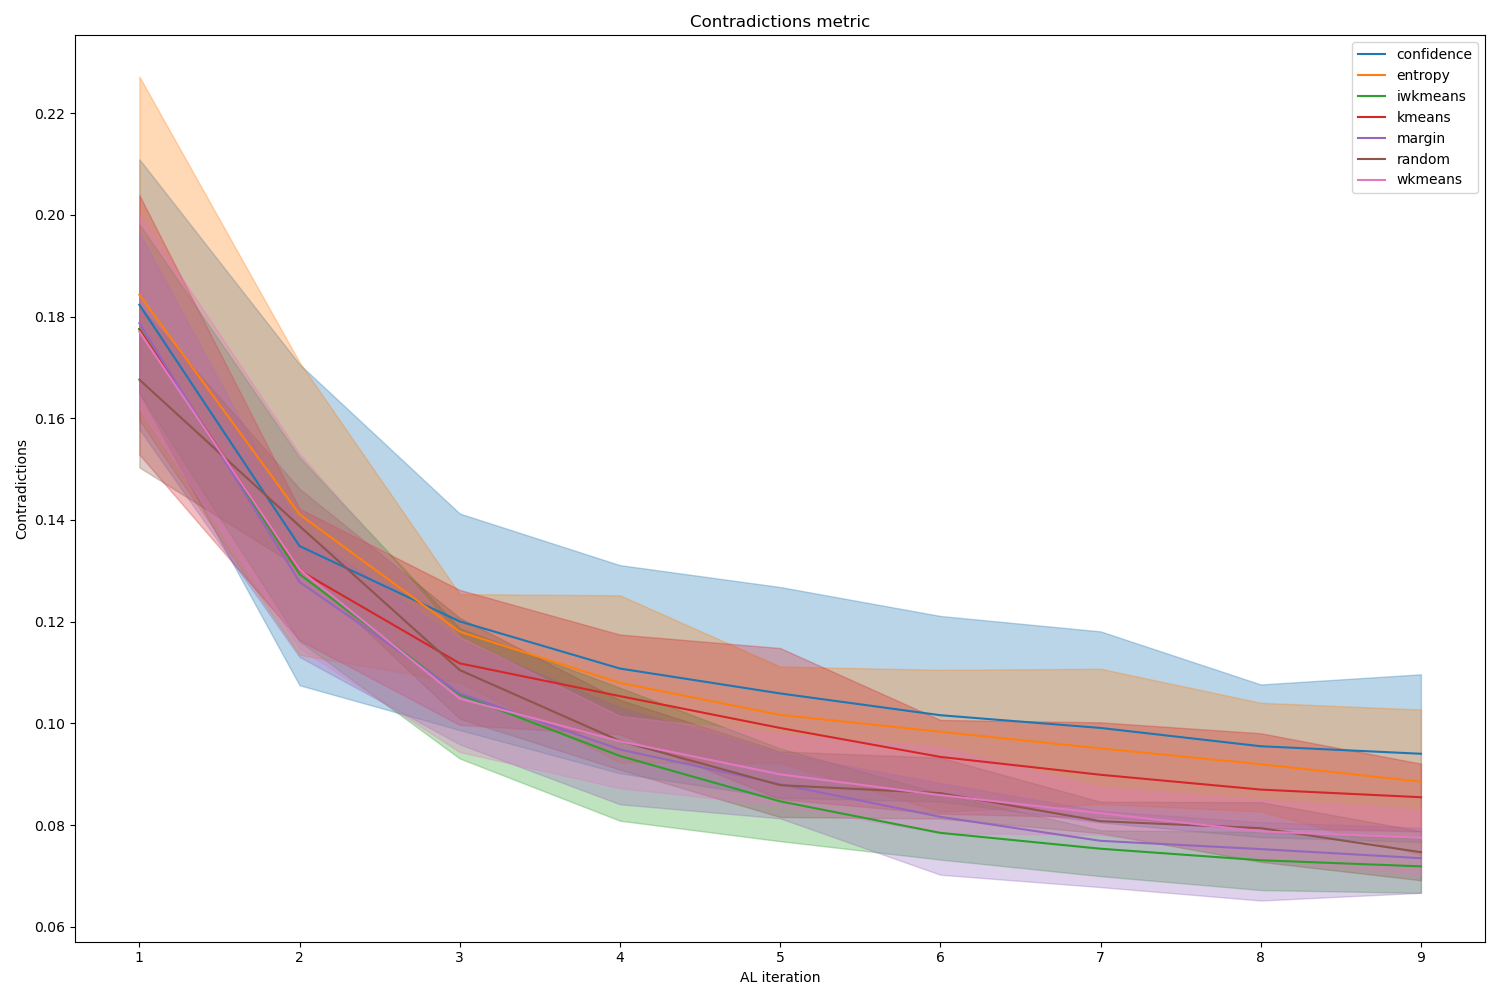 Contradictions metric
confidence
entropy
iwkmeans
kmeans
margin
random
wkmeans
Contradictions
0.22
0.20
0.18
0.16
0.14
0.12
0.10
0.08
0.06
1 2 3 4 5 6 7 8 9
AL iteration